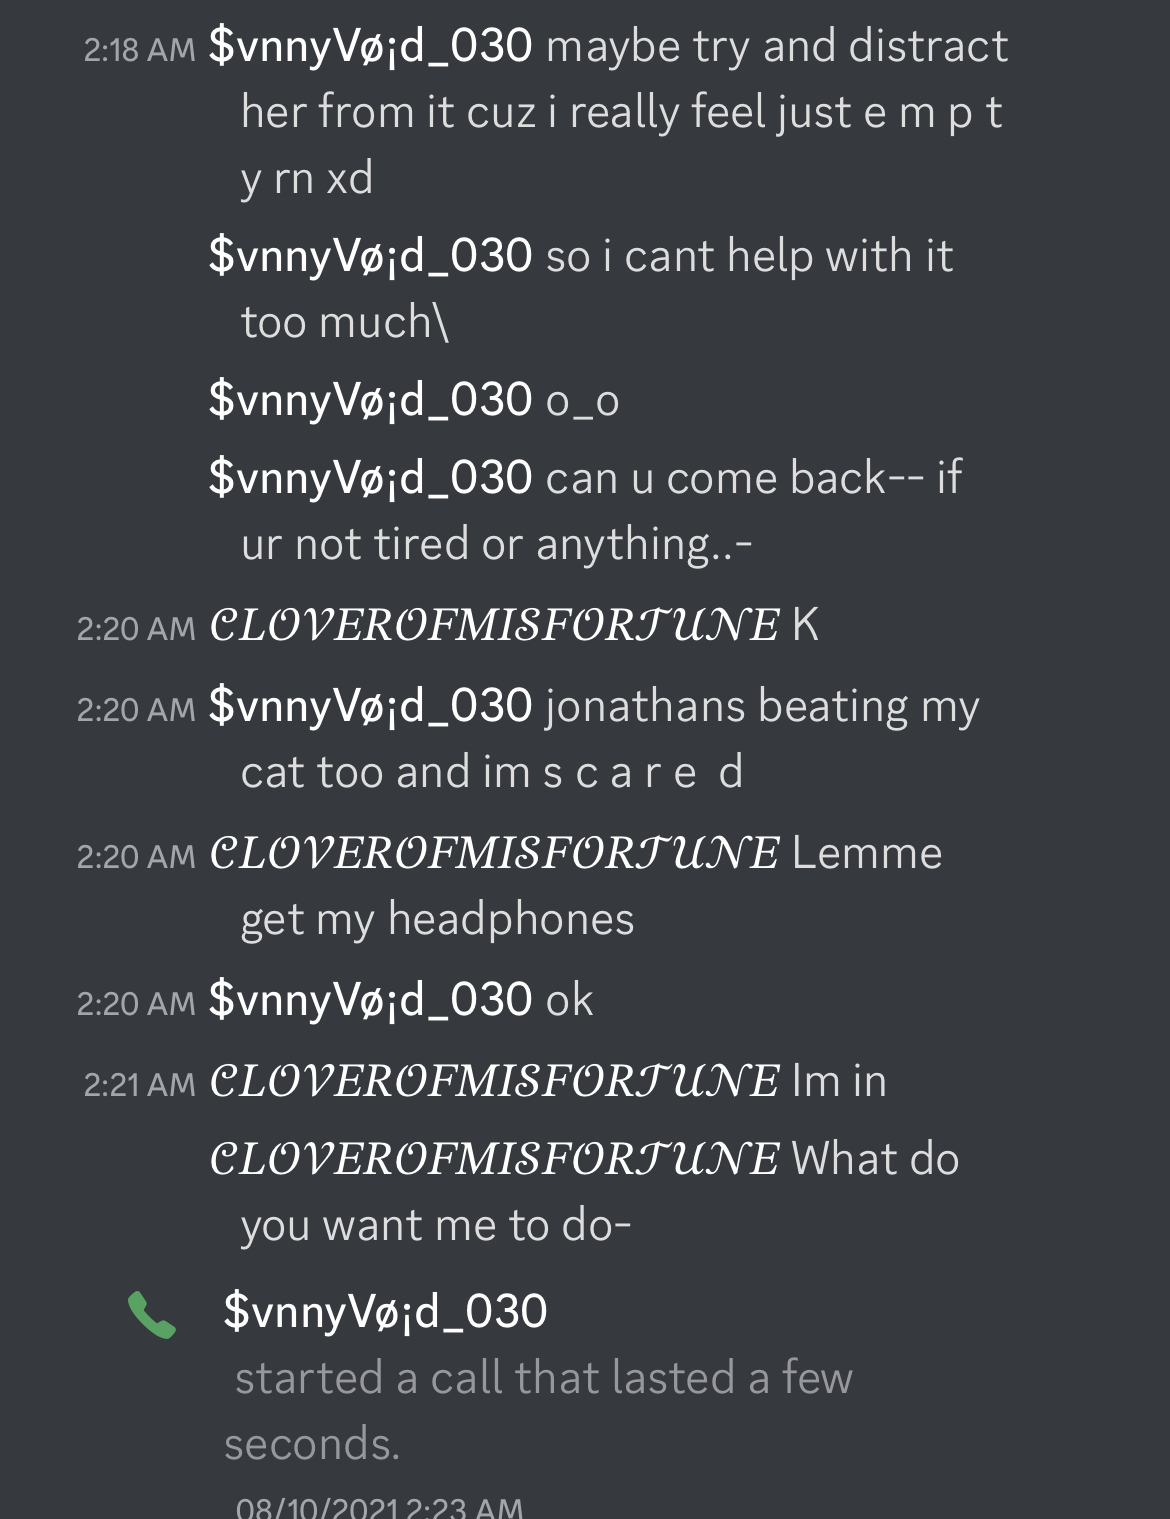 2:18 AM $vnnyVø¡d_030 maybe try and distract
her from it cuz i really feel just e m p t
y rn xd
$vnnyVø¡d_030 so i cant help with it
too much\
$vnnyVø¡d_030 o_o
$vnnyVø¡d_030 can u come back-- if
ur not tired or anything..-
2:20 AM 𝒞LO𝒱EROFMI𝒮FOR𝒯U𝒩E K
2:20 AM $vnnyVø¡d_030 jonathans beating my
cat too and im s c a r e  d
2:20 AM 𝒞LO𝒱EROFMI𝒮FOR𝒯U𝒩E Lemme
get my headphones
2:20 AM $vnnyVø¡d_030 ok
2:21 AM 𝒞LO𝒱EROFMI𝒮FOR𝒯U𝒩E Im in
𝒞LO𝒱EROFMI𝒮FOR𝒯U𝒩E What do
you want me to do-
$vnnyVø¡d_030
started a call that lasted a few
seconds.
08/10/2021 2:23 AM